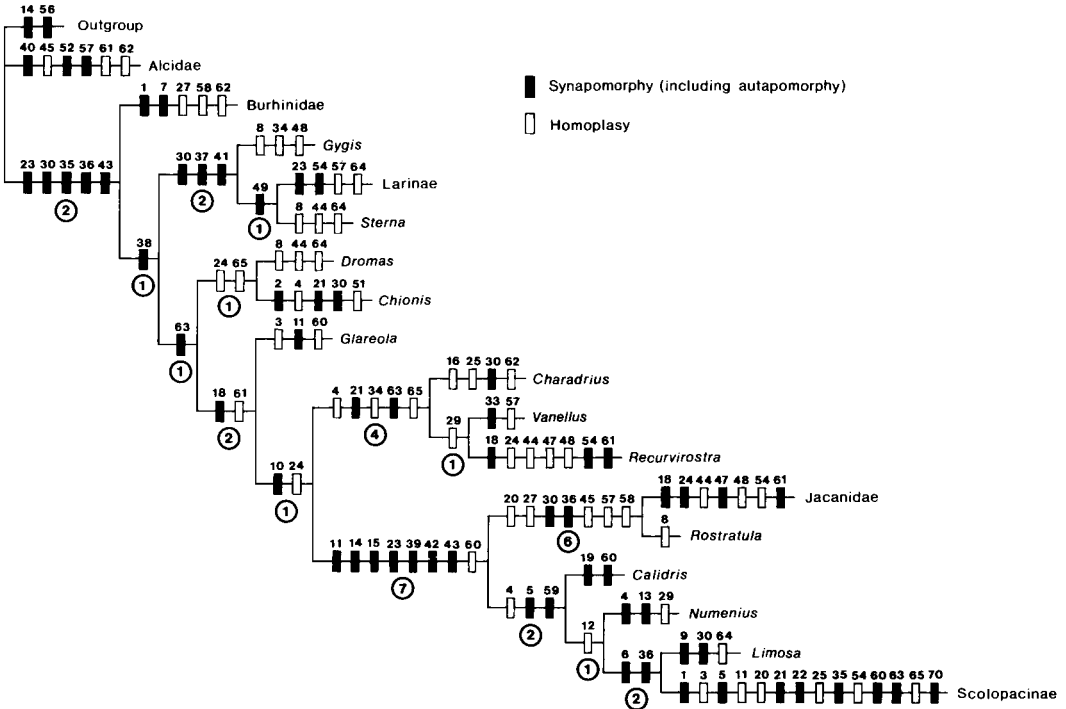 14 56
Outgroup
40 45 52 57 61 62
Alcidae
Synapomorphy (including autapomorphy)
Homoplasy
1 7 27 58 62
Burhinidae
8 34 48
Gygis
23 30 35 36 43
2
30 37 41
2
23 54 57 64
Larinae
49
1
8 44 64
Sterna
38
1
8 44 64
Dromas
24 65
1
2 4 21 30 51
Chionis
63
1
3 11 60
Glareola
18 61
2
16 25 30 62
Charadrius
4 21 34 63 65
4
33 57
Vanellus
29
1
18 24 44 47 48 54 61
Recurvirostra
10 24
1
18 24 44 47 48 54 61
Jacanidae
20 27 30 36 45 57 58
6
8
Rostratula
11 14 15 23 39 42 43 60
7
19 60
Calidris
4 5 59
2
4 13 29
Numenius
12
1
9 30 64
Limosa
6 36
2
1 3 5 11 20 21 22 25 35 54 60 63 65 70
Scolopacinae